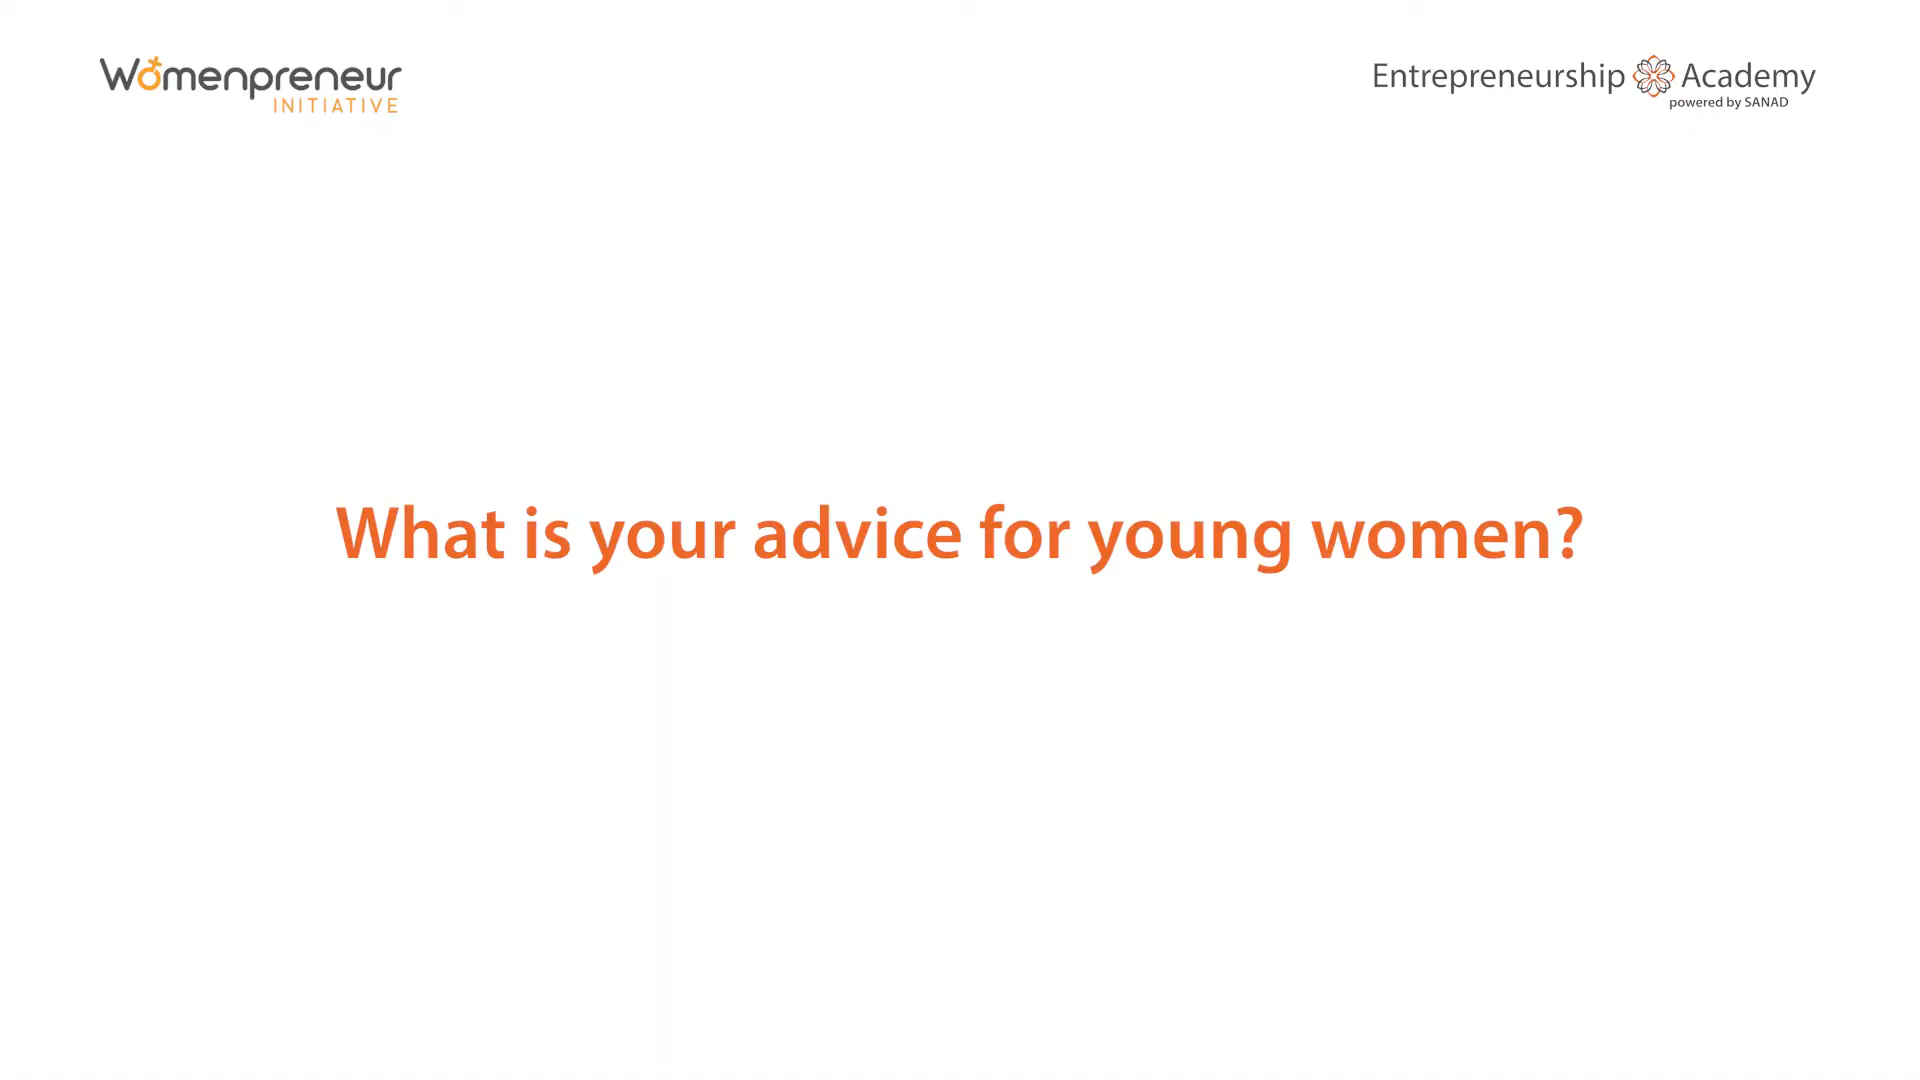 Womenpreneur
INITIATIVE
Entrepreneurship Academy
powered by SANAD
What is your advice for young women?